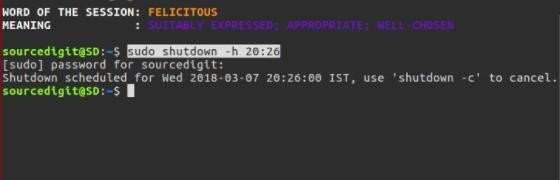 WORD OF THE SESSION: FELICITOUS
MEANING : SUITABLY EXPRESSED; APPROPRIATE; WELL-CHOSEN
sourcedigit@SD:~$ sudo shutdown -h 20:26
[sudo] password for sourcedigit:
Shutdown scheduled for Wed 2018-03-07 20:26:00 IST, use 'shutdown -c' to cancel.
sourcedigit@SD:~$